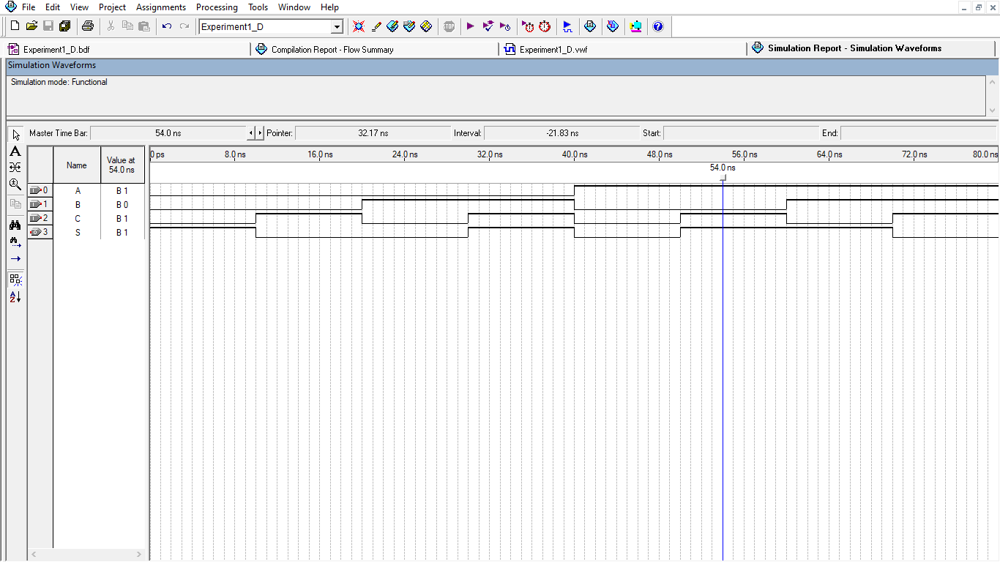 File Edit View Project Assignments Processing Tools Window Help
Experiment1_D
STOP
Experiment1_D.bdf Compilation Report - Flow Summary Experiment1_D.vwf Simulation Report - Simulation Waveforms
Simulation Waveforms
Simulation mode: Functional
Master Time Bar: 54.0 ns Pointer: 32.17 ns Interval: -21.83 ns Start: End:
Name Value at 54.0 ns
0 ps 8.0 ns 16.0 ns 24.0 ns 32.0 ns 40.0 ns 48.0 ns 56.0 ns 64.0 ns 72.0 ns 80.0 ns
54.0 ns
0 A B 1
1 B B 0
2 C B 1
3 S B 1